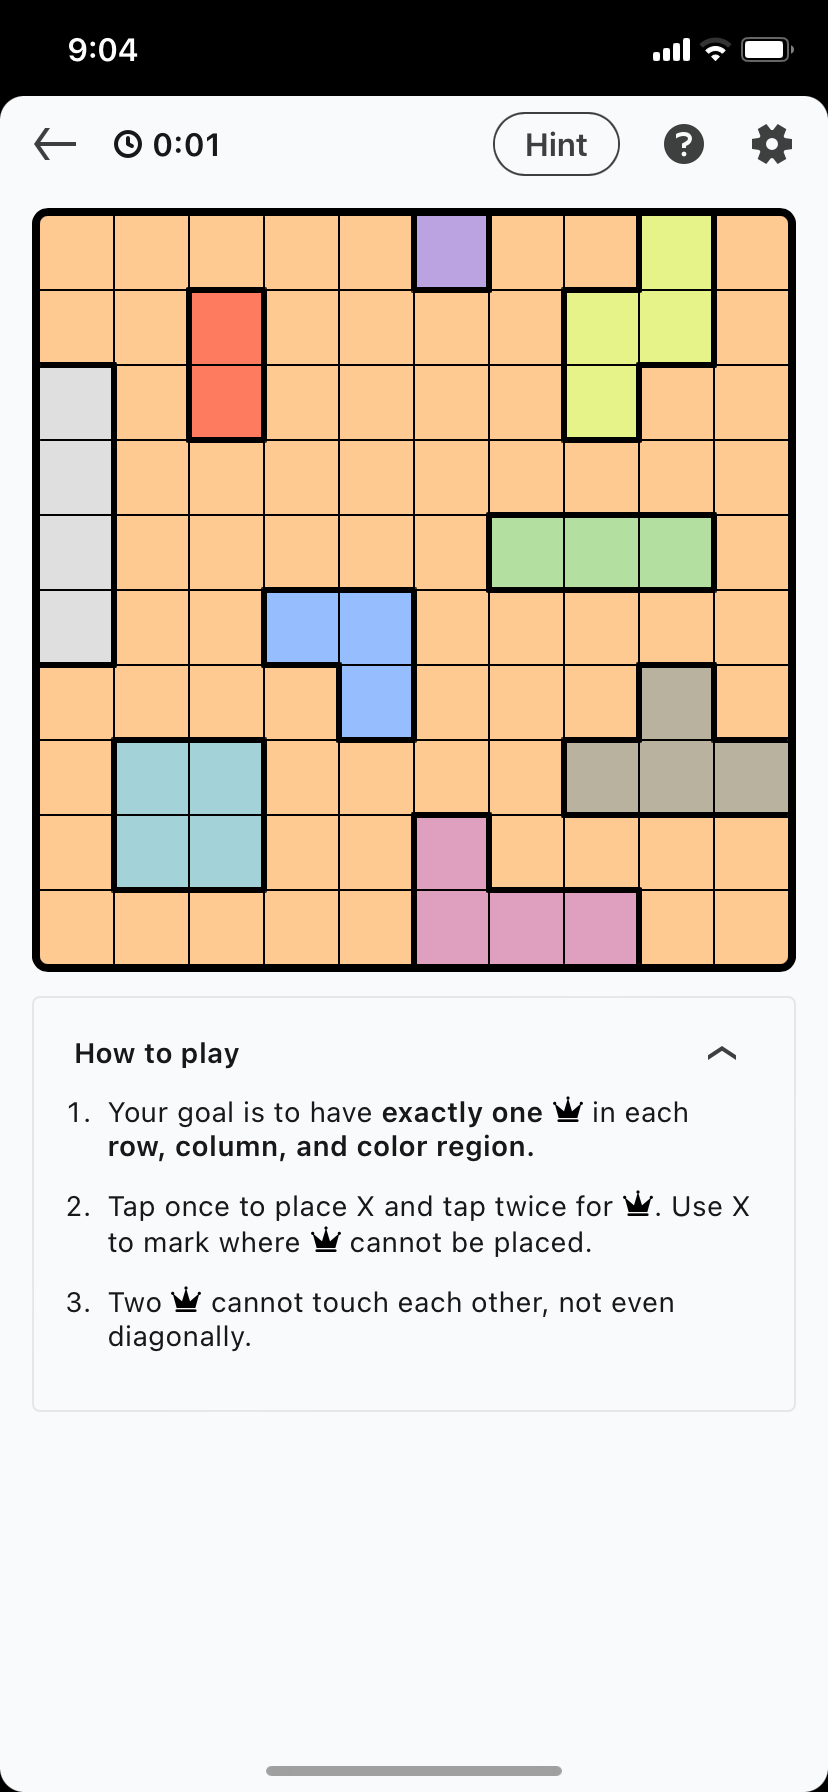 9:04
0:01
Hint
?
How to play
1. Your goal is to have exactly one in each
row, column, and color region.
2. Tap once to place X and tap twice for . Use X
to mark where cannot be placed.
3. Two cannot touch each other, not even
diagonally.